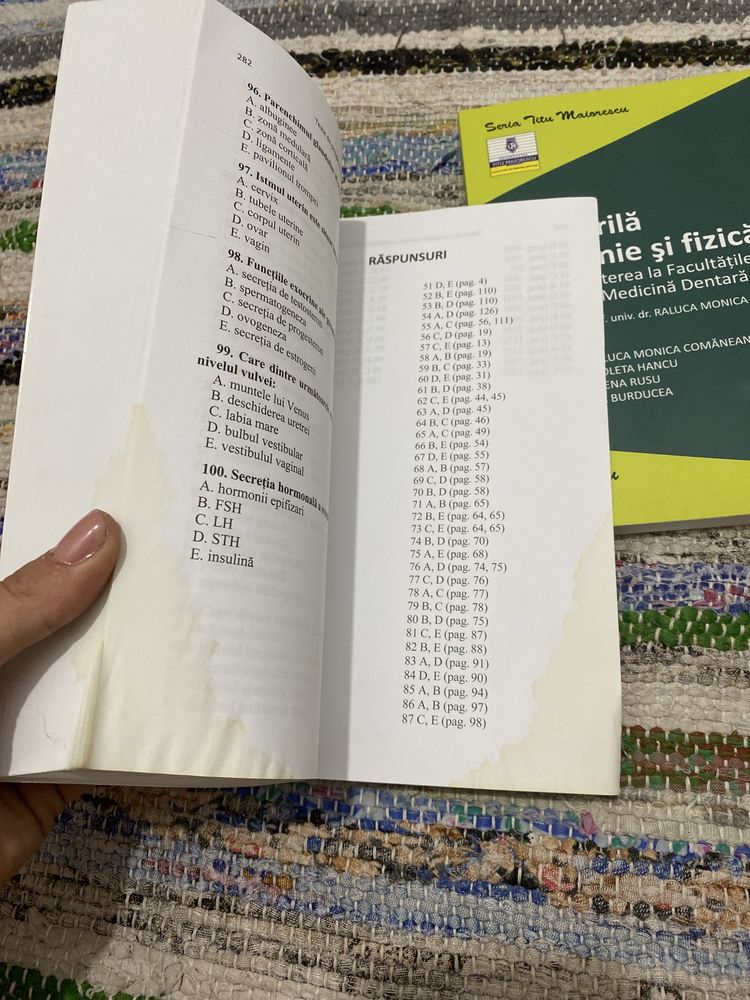 282
96. Parenchimul
A. albuginee
B. zonă medulară
C. zonă corticală
D. ligamente
E. pavilionul trompei
97. Istmul uterin este
A. cervix
B. tubele uterine
C. corpul uterin
D. ovar
E. vagin
98. Funcțiile exocrine ale
A. secreția de testosteron
B. spermatogeneza
C. secreția de progesteron
D. ovogeneza
E. secreția de estrogeni
99. Care dintre
nivelul vulvei:
A. muntele lui Venus
B. deschiderea uretrei
C. labia mare
D. bulbul vestibular
E. vestibulul vaginal
100. Secreția hormonală a
A. hormonii epifizari
B. FSH
C. LH
D. STH
E. insulină
RĂSPUNSURI
51 D, E (pag. 4)
52 B, E (pag. 110)
53 B, D (pag. 110)
54 A, D (pag. 126)
55 A, C (pag. 56, 111)
56 C, D (pag. 19)
57 C, E (pag. 13)
58 A, B (pag. 19)
59 B, C (pag. 33)
60 D, E (pag. 31)
61 B, D (pag. 38)
62 C, E (pag. 44, 45)
63 A, D (pag. 45)
64 B, C (pag. 46)
65 A, C (pag. 49)
66 B, E (pag. 54)
67 D, E (pag. 55)
68 A, B (pag. 57)
69 C, D (pag. 58)
70 B, D (pag. 58)
71 A, B (pag. 65)
72 B, E (pag. 64, 65)
73 C, E (pag. 64, 65)
74 B, D (pag. 70)
75 A, E (pag. 68)
76 A, D (pag. 74, 75)
77 C, D (pag. 76)
78 A, C (pag. 77)
79 B, C (pag. 78)
80 B, D (pag. 75)
81 C, E (pag. 87)
82 B, E (pag. 88)
83 A, D (pag. 91)
84 D, E (pag. 90)
85 A, B (pag. 94)
86 A, B (pag. 97)
87 C, E (pag. 98)
Seria Titu Maiorescu
TITU MAIORESCU
rilă
nie și fizică
terea la Facultățile
Medicină Dentară
univ. dr. RALUCA MONICA
LUCA MONICA COMĂNEAN
OLETA HANCU
ENA RUSU
BURDUCEA